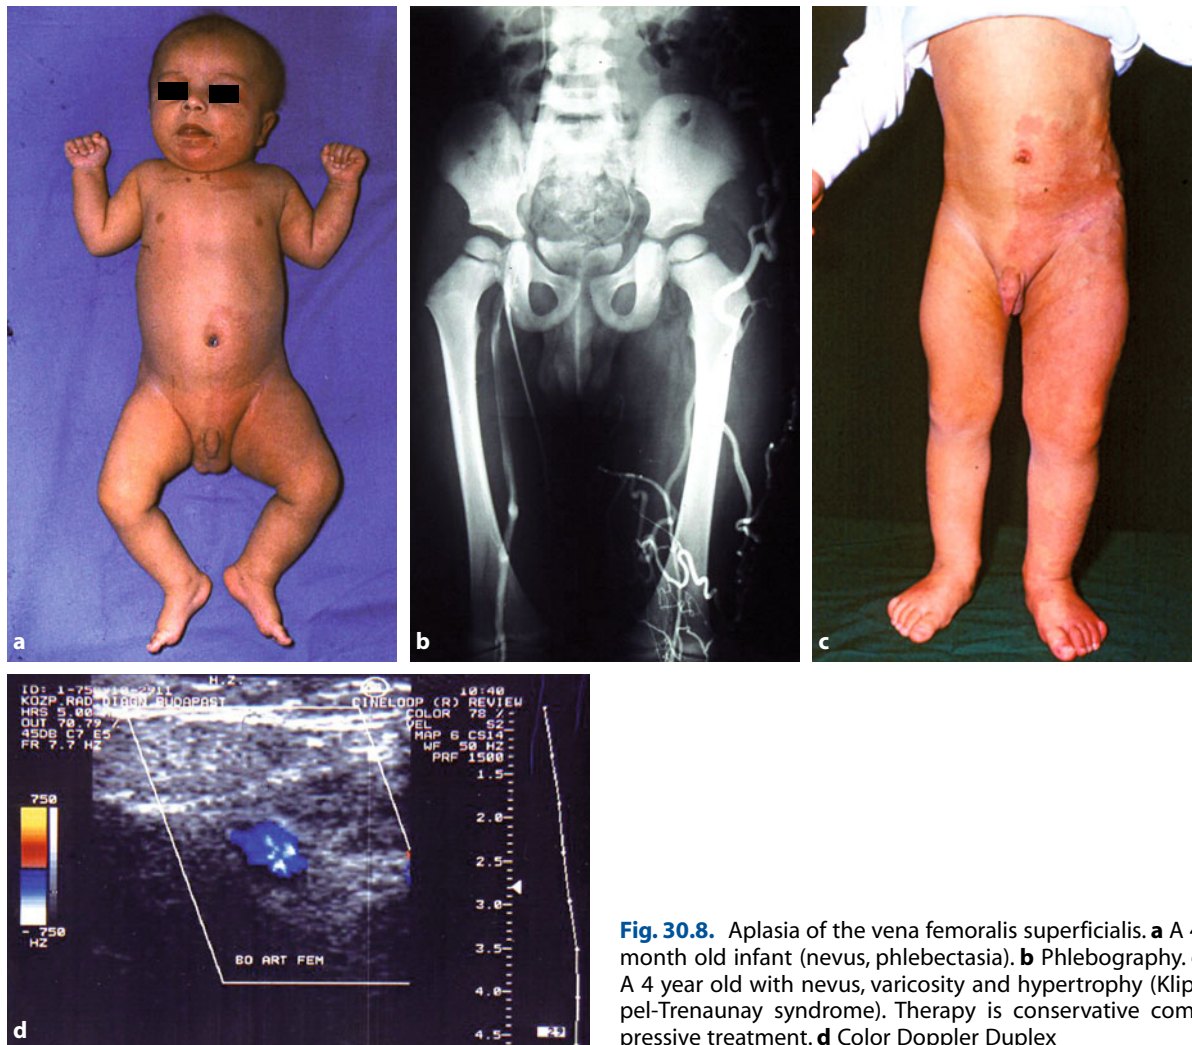 a
b
c
H.Z.
10:40
KOZP.RAD DIAGN BUDAPAST
CINELOOP (R) REVIEW
HRS 5.00
COLOR 78 /
OUT 70.79
VEL S2
45DB C7 E5
MAP 6 CS14
FR 7.7 HZ
WF 50 HZ
PRF 1500
1.5
750
2.0
2.5
3.0
- 750
HZ
3.5
BO ART FEM
4.0
29
4.5
d
Fig. 30.8. Aplasia of the vena femoralis superficialis. a A 4
month old infant (nevus, phlebectasia). b Phlebography.
A 4 year old with nevus, varicosity and hypertrophy (Klip
pel-Trenaunay syndrome). Therapy is conservative com
pressive treatment. d Color Doppler Duplex